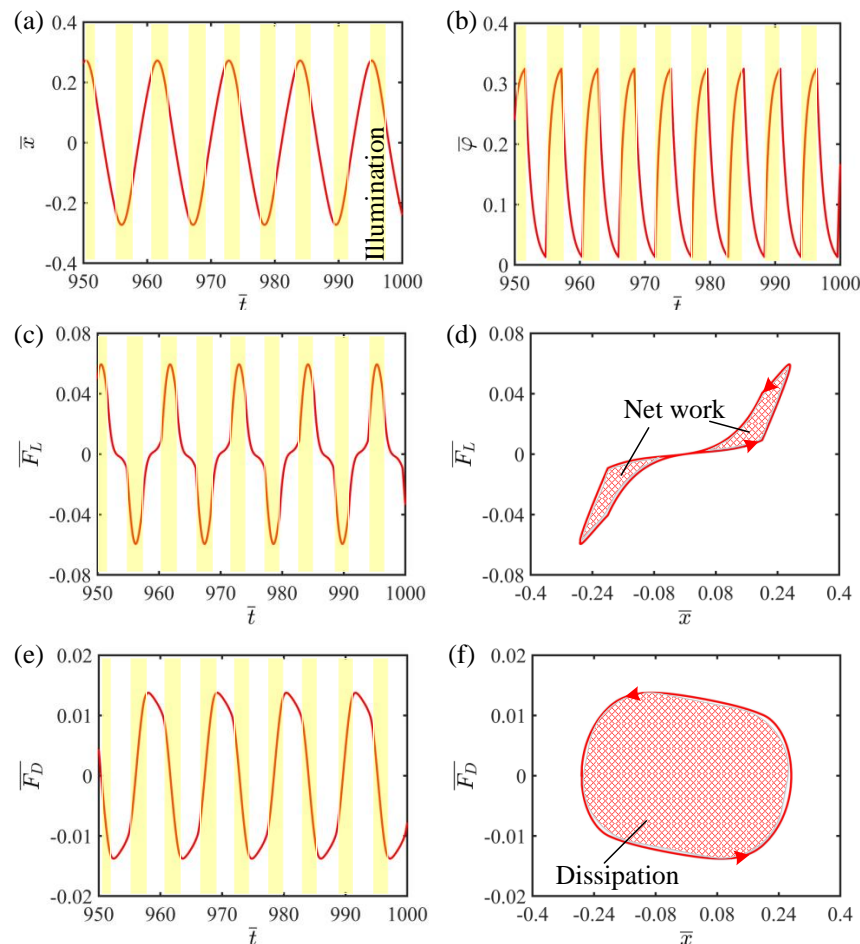 (a)
0.4
0.2
0
-0.2
-0.4
x̅
Illumination
950 960 970 980 990 1000
t̅
(b)
0.4
0.3
0.2
0.1
0
φ̅
950 960 970 980 990 1000
t̅
(c)
0.08
0.04
0
-0.04
-0.08
F̅_L
950 960 970 980 990 1000
t̅
(d)
0.08
0.04
0
-0.04
-0.08
F̅_L
Net work
-0.4 -0.24 -0.08 0.08 0.24 0.4
x̅
(e)
0.02
0.01
0
-0.01
-0.02
F̅_D
950 960 970 980 990 1000
t̅
(f)
0.02
0.01
0
-0.01
-0.02
F̅_D
Dissipation
-0.4 -0.24 -0.08 0.08 0.24 0.4
x̅